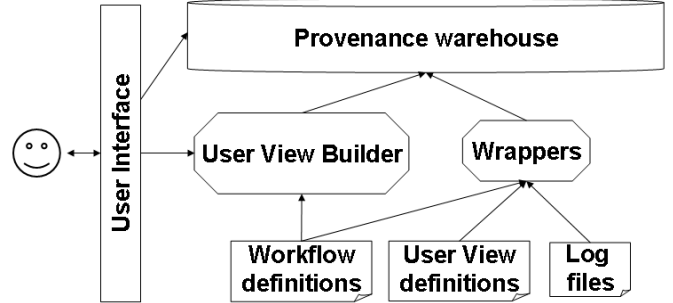 Provenance warehouse
User Interface
User View Builder
Wrappers
Workflow
definitions
User View
definitions
Log
files